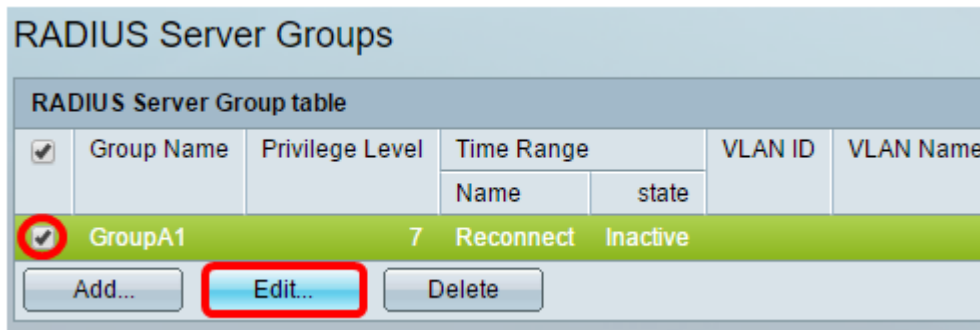 RADIUS Server Groups
RADIUS Server Group table
Group Name Privilege Level Time Range VLAN ID VLAN Name
Name state
GroupA1 7 Reconnect Inactive
Add... Edit... Delete